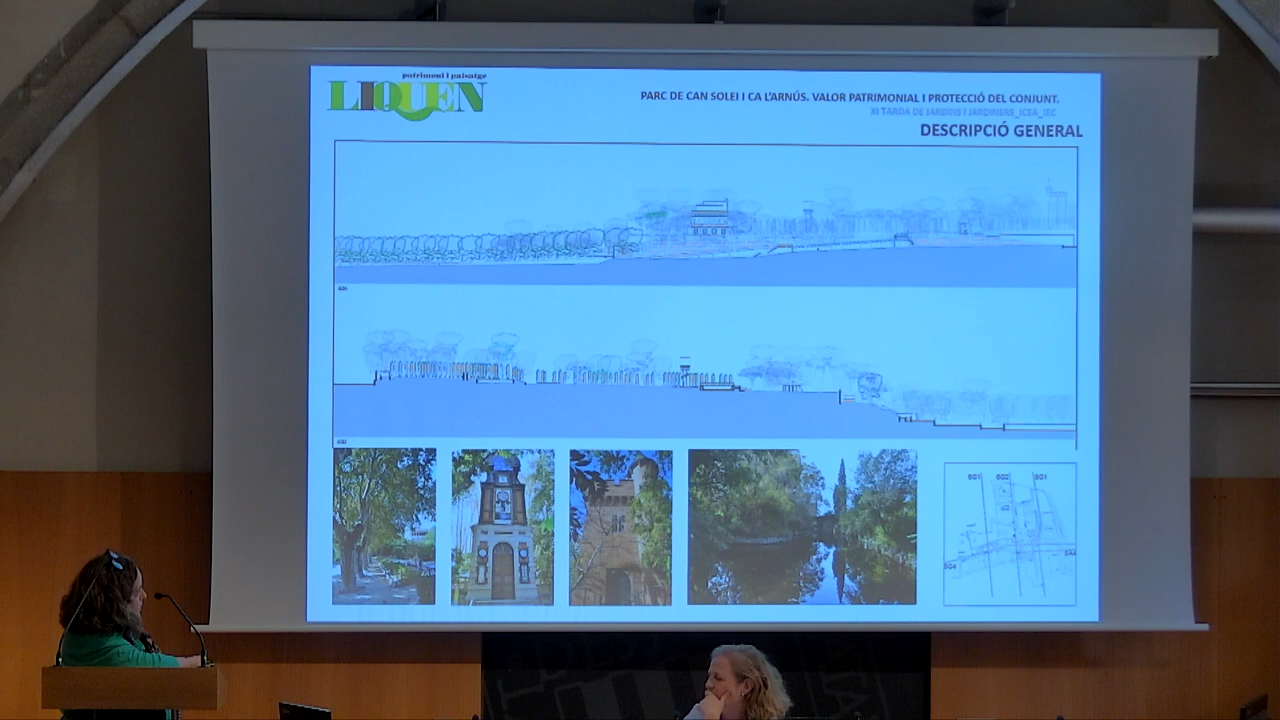 patrimoni i paisatge
LIQUEN
PARC DE CAN SOLEI I CA L'ARNÚS. VALOR PATRIMONIAL I PROTECCIÓ DEL CONJUNT.
XI TARDA DE JARDINS I JARDINERS_ICEA_IEC
DESCRIPCIÓ GENERAL